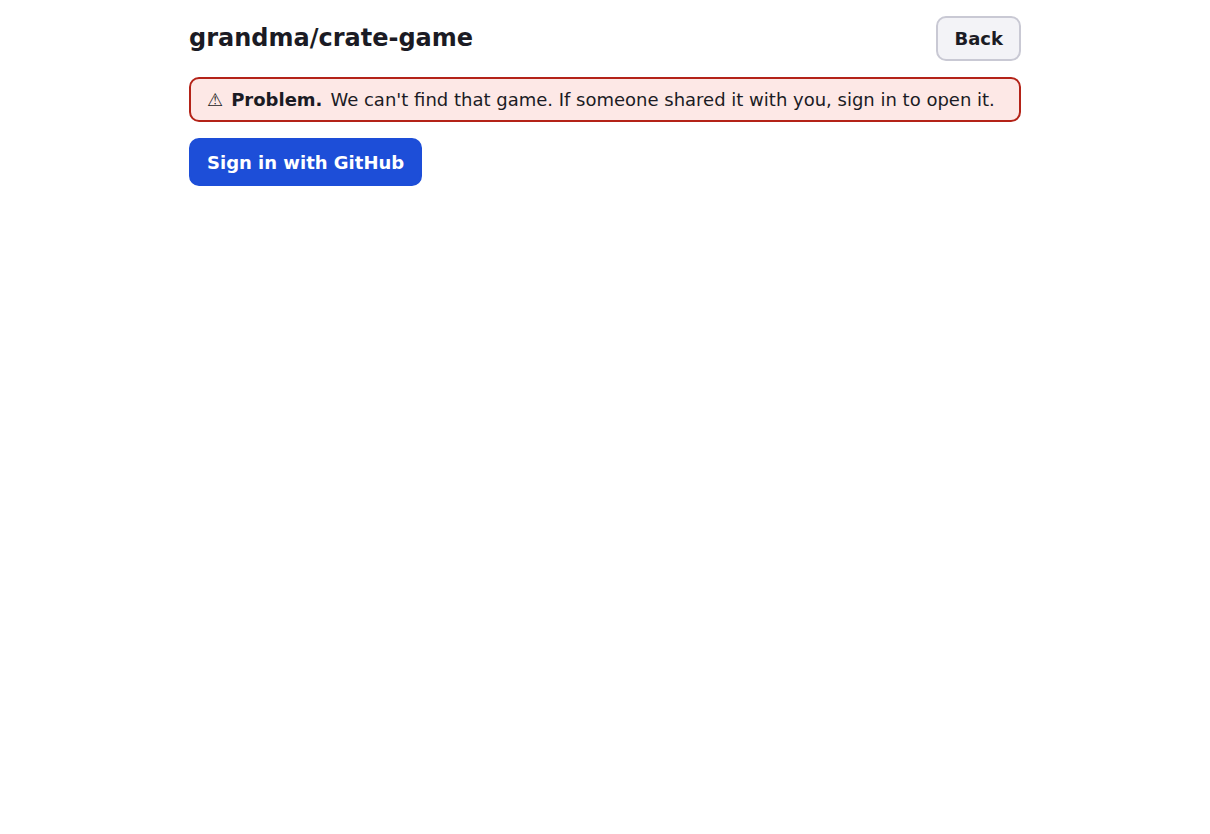 grandma/crate-game
Back
⚠ Problem. We can't find that game. If someone shared it with you, sign in to open it.
Sign in with GitHub